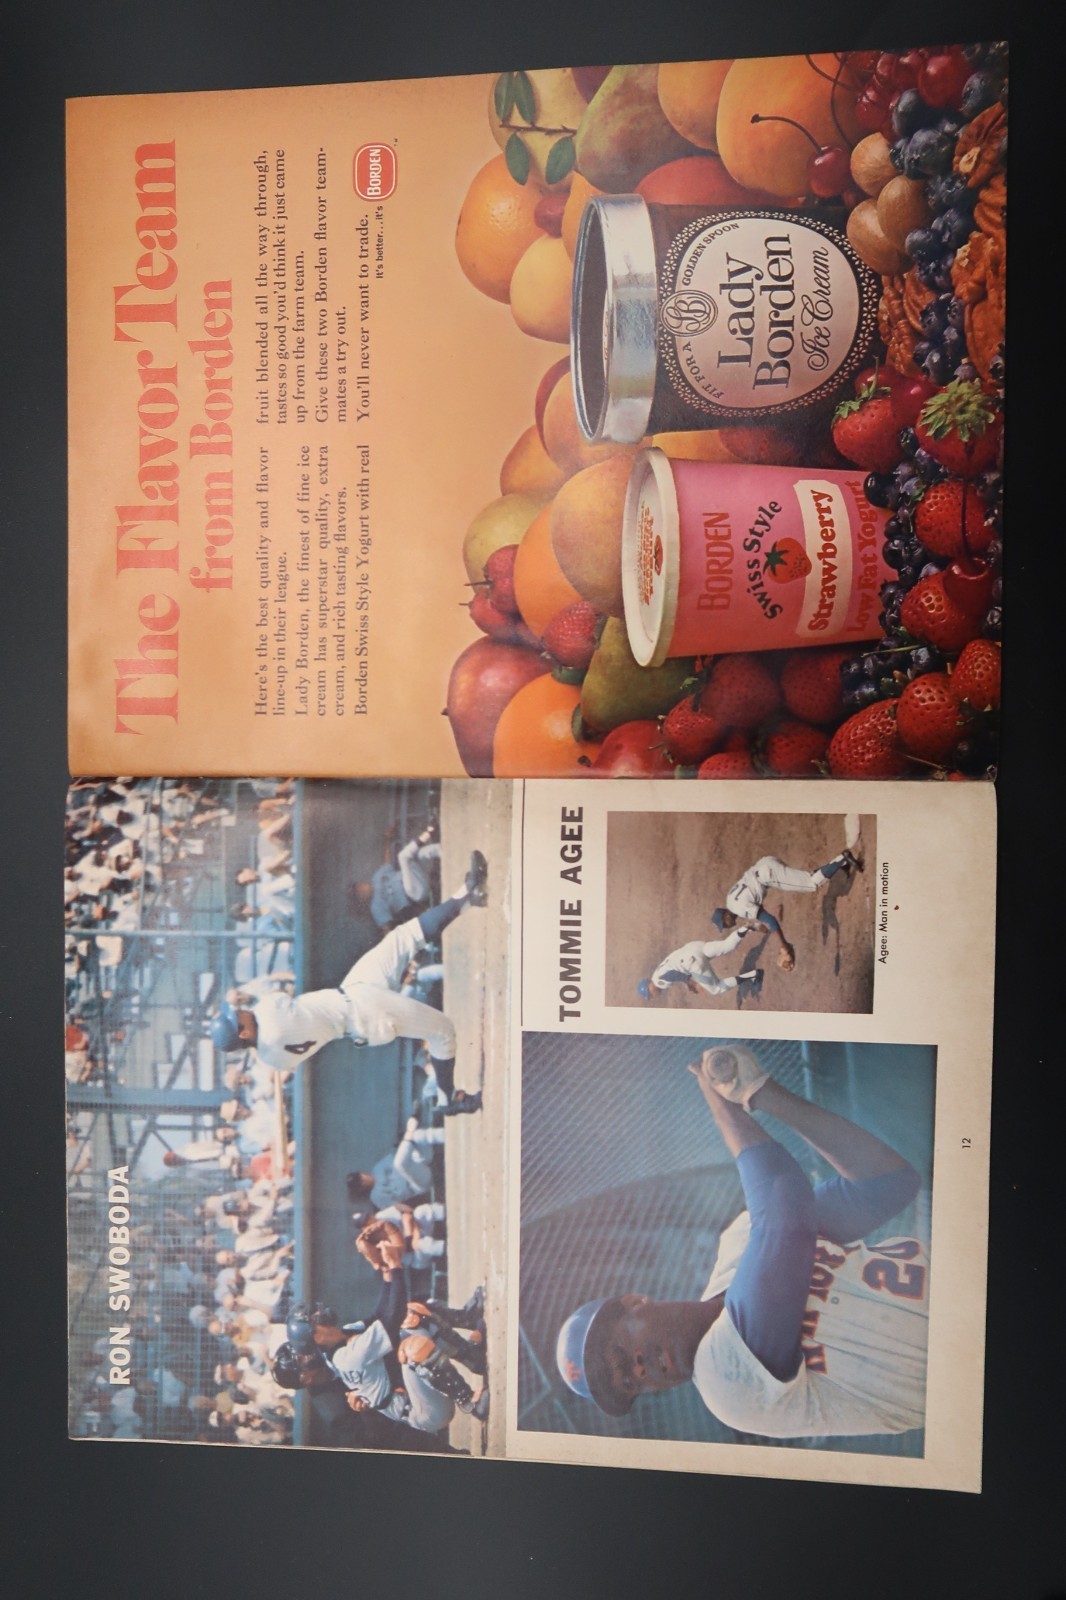 RON SWOBODA
4
TOMMIE AGEE
Agee: Man in motion
20
12
The Flavor Team
from Borden
Here's the best quality and flavor
line-up in their league.
Lady Borden, the finest of fine ice
cream has superstar quality, extra
cream, and rich tasting flavors.
Borden Swiss Style Yogurt with real
fruit blended all the way through,
tastes so good you'd think it just came
up from the farm team.
Give these two Borden flavor team-
mates a try out.
You'll never want to trade.
It's better...it's
BORDEN
BORDEN
Swiss Style
Strawberry
Low Fat Yogurt
FIT FOR A GOLDEN SPOON
LB
Lady
Borden
Ice Cream